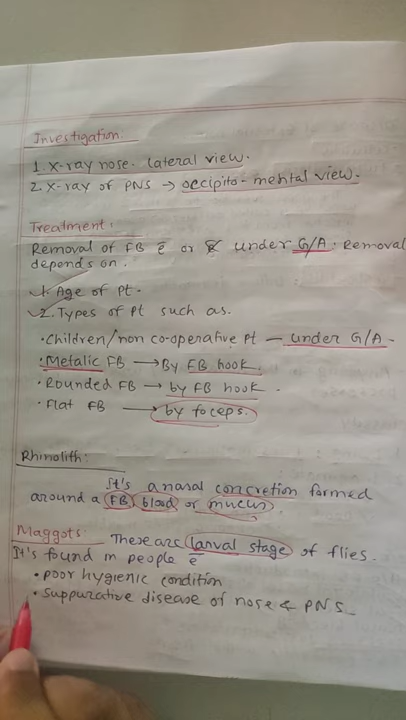 Investigation.
1. X-ray nose. lateral view.
2. X-ray of PNS → occipito-mental view.
Treatment:
Removal of FB c̄ or under G/A. Removal
depends on.
1. Age of Pt.
2. Types of Pt such as.
• Children/non co-operative Pt — under G/A.
• Metalic FB → By FB hook.
• Rounded FB → by FB hook.
• Flat FB → by foceps.
Rhinolith:
It's a nasal concretion formed
around a FB, blood or mucus.
Maggots: These are larval stage of flies.
It's found in people c̄
• poor hygienic condition
• suppurative disease of nose & PNS.